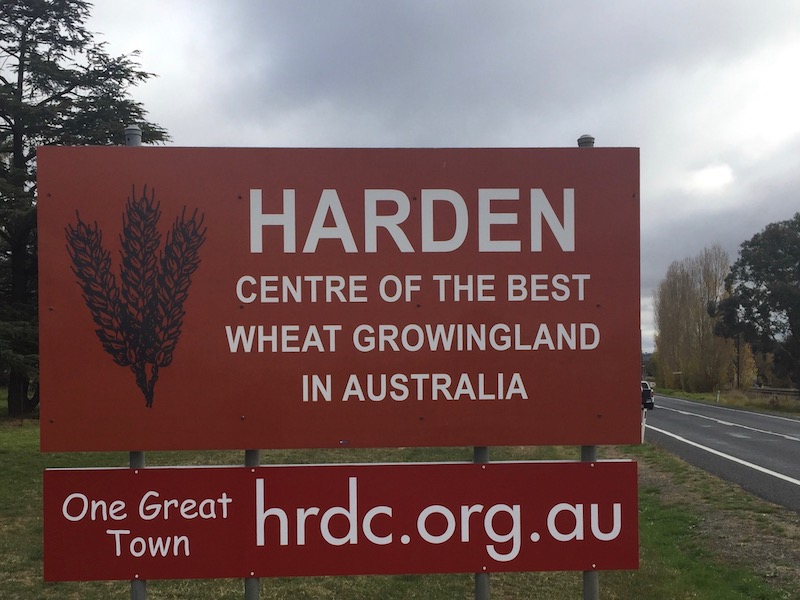 HARDEN
CENTRE OF THE BEST
WHEAT GROWINGLAND
IN AUSTRALIA
One Great
Town
hrdc.org.au